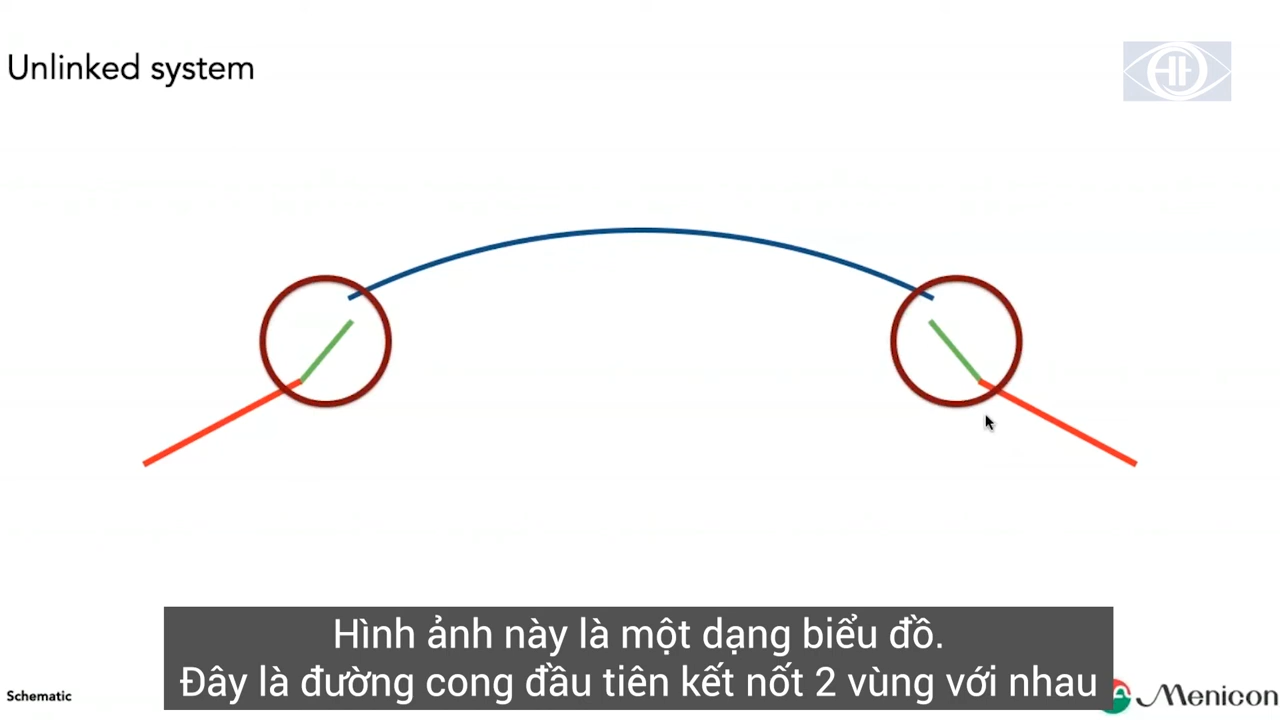 Unlinked system
Hình ảnh này là một dạng biểu đồ.
Đây là đường cong đầu tiên kết nốt 2 vùng với nhau
Schematic
Menicon